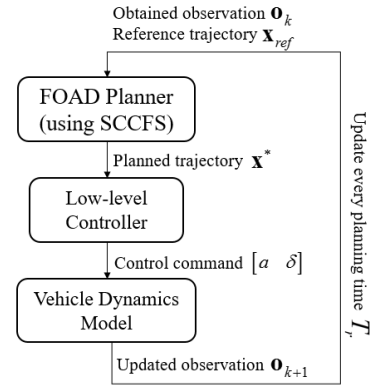 Obtained observation o_k
Reference trajectory x_ref
FOAD Planner
(using SCCFS)
Planned trajectory x*
Low-level
Controller
Control command [a δ]
Vehicle Dynamics
Model
Updated observation o_{k+1}
Update every planning time T_r